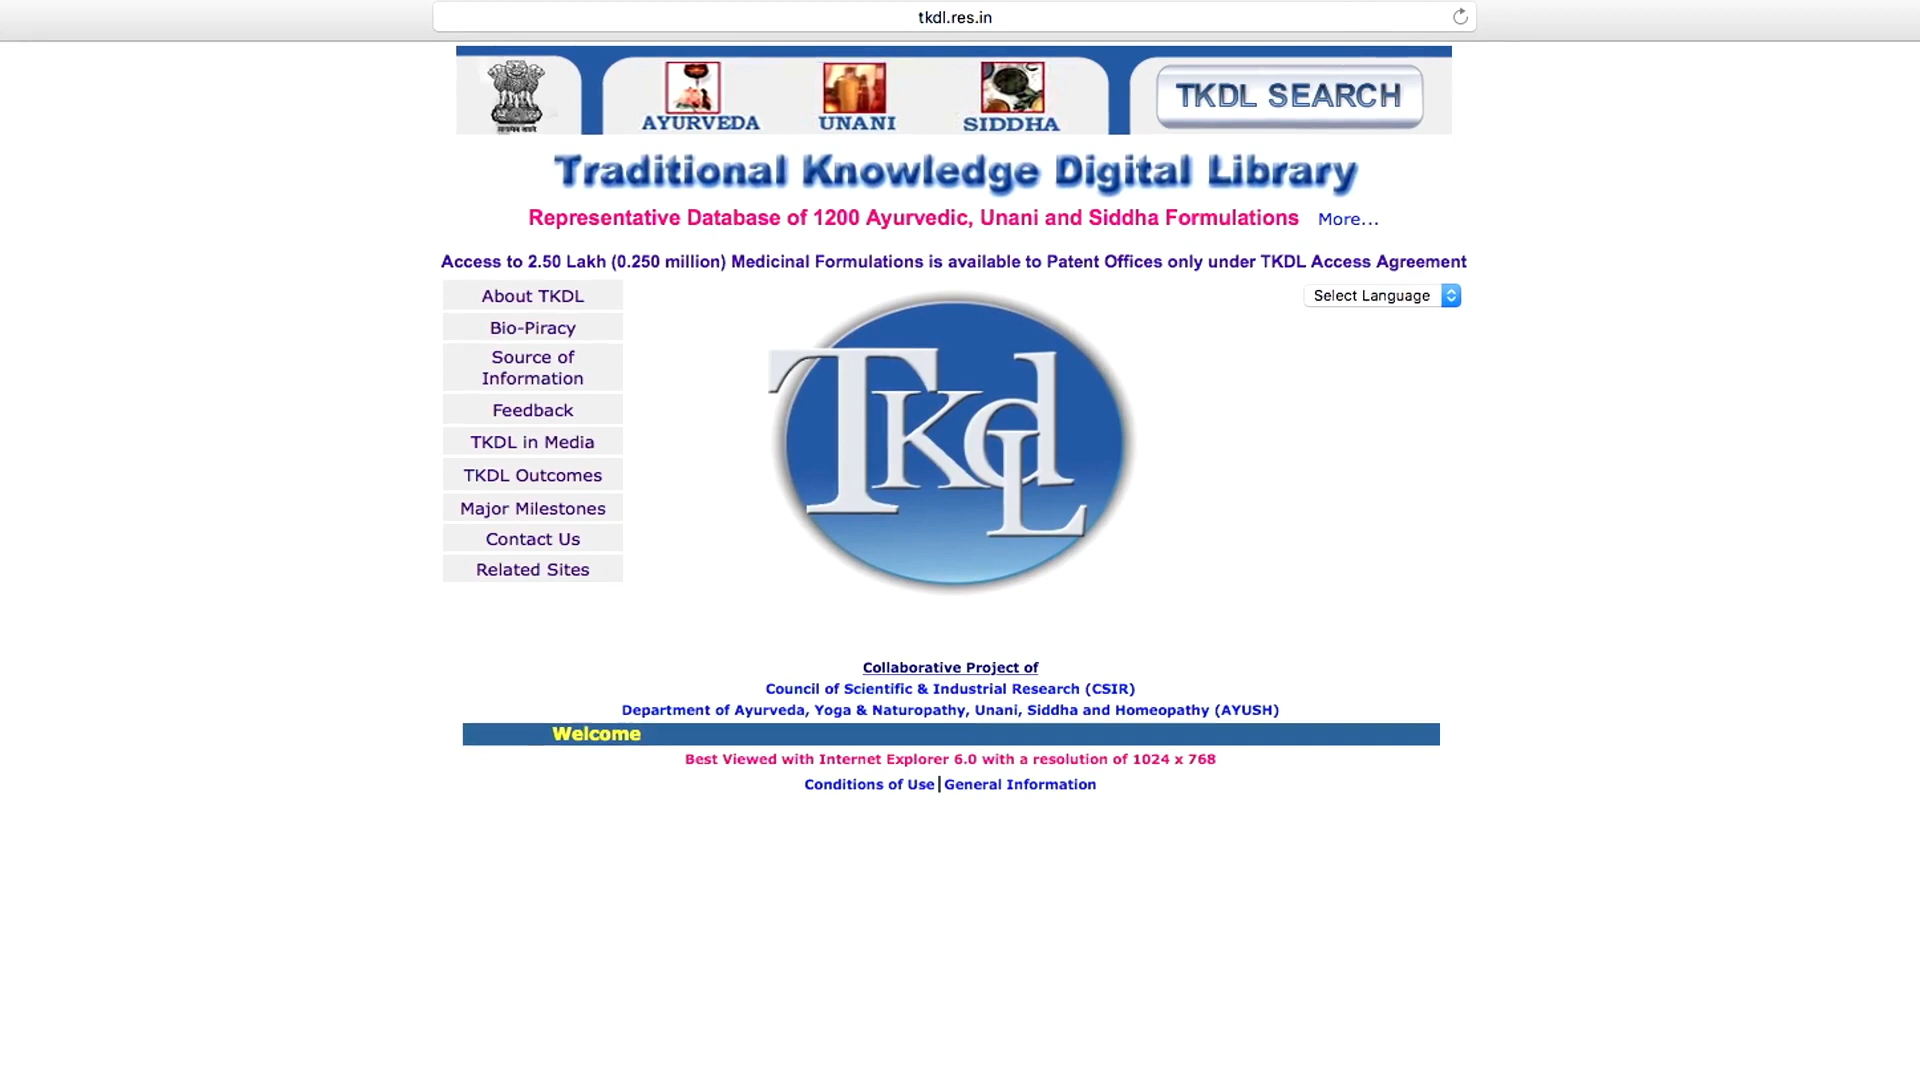 tkdl.res.in
AYURVEDA UNANI SIDDHA TKDL SEARCH
Traditional Knowledge Digital Library
Representative Database of 1200 Ayurvedic, Unani and Siddha Formulations More...
Access to 2.50 Lakh (0.250 million) Medicinal Formulations is available to Patent Offices only under TKDL Access Agreement
About TKDL
Select Language
Bio-Piracy
Source of
Information
Feedback
TKDL in Media
TKDL Outcomes
Major Milestones
Contact Us
Related Sites
TKdL
Collaborative Project of
Council of Scientific & Industrial Research (CSIR)
Department of Ayurveda, Yoga & Naturopathy, Unani, Siddha and Homeopathy (AYUSH)
Welcome
Best Viewed with Internet Explorer 6.0 with a resolution of 1024 x 768
Conditions of Use|General Information